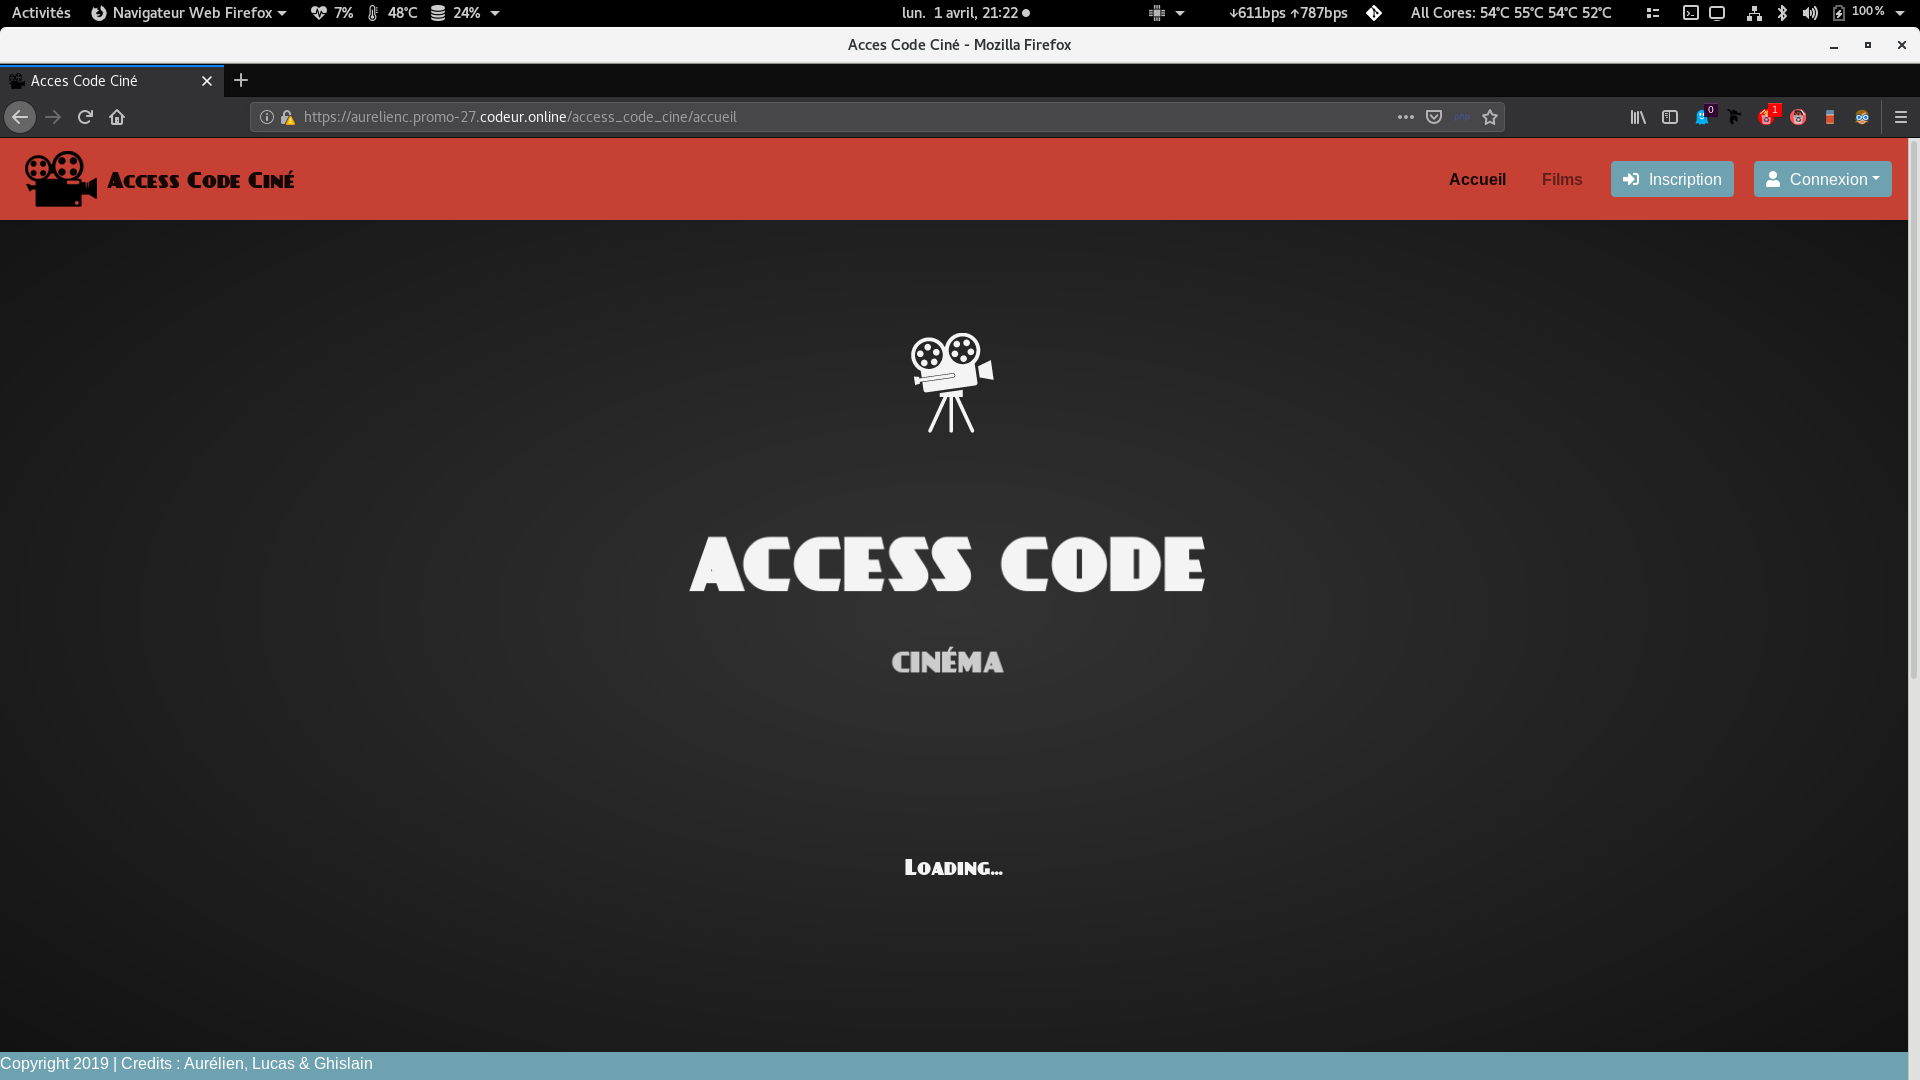 Activités Navigateur Web Firefox 7% 48°C 24% lun. 1 avril, 21:22 ↓611bps ↑787bps All Cores: 54°C 55°C 54°C 52°C 100 %
Acces Code Ciné - Mozilla Firefox
Acces Code Ciné
https://aurelienc.promo-27.codeur.online/access_code_cine/accueil php 0 1
Access Code Ciné Accueil Films Inscription Connexion
ACCESS CODE
CINÉMA
Loading...
Copyright 2019 | Credits : Aurélien, Lucas & Ghislain